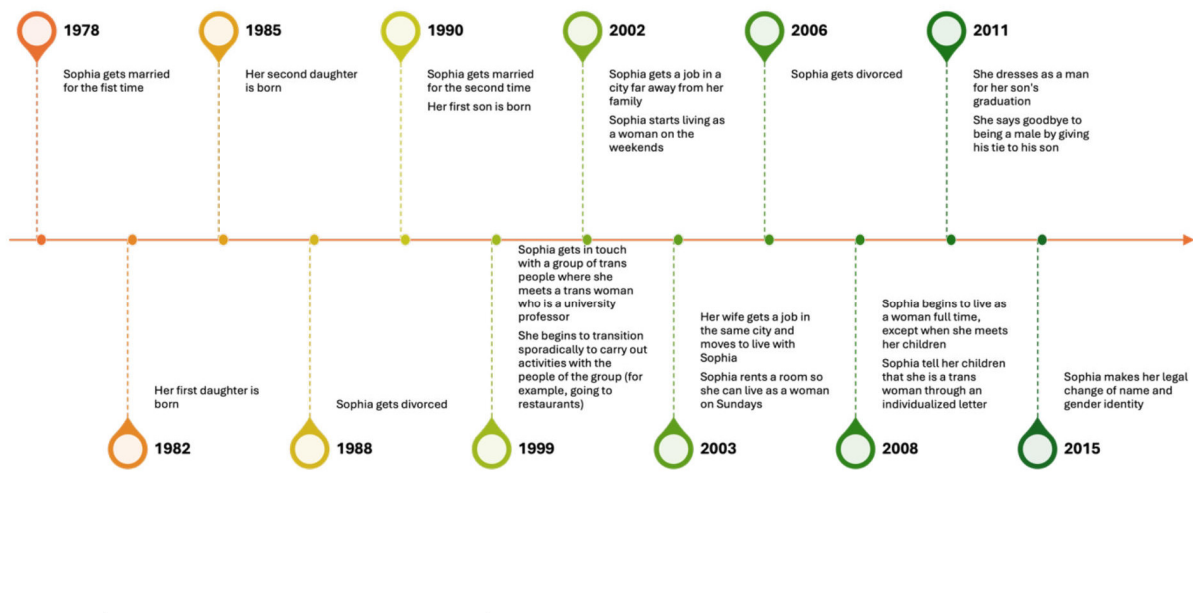 1978
Sophia gets married
for the fist time
1985
Her second daughter
is born
1990
Sophia gets married
for the second time
Her first son is born
2002
Sophia gets a job in a
city far away from her
family
Sophia starts living as
a woman on the
weekends
2006
Sophia gets divorced
2011
She dresses as a man
for her son's
graduation
She says goodbye to
being a male by giving
his tie to his son
Her first daughter is
born
1982
Sophia gets divorced
1988
Sophia gets in touch
with a group of trans
people where she
meets a trans woman
who is a university
professor
She begins to transition
sporadically to carry out
activities with the
people of the group (for
example, going to
restaurants)
1999
Her wife gets a job in
the same city and
moves to live with
Sophia
Sophia rents a room so
she can live as a woman
on Sundays
2003
Sophia begins to live as
a woman full time,
except when she meets
her children
Sophia tell her children
that she is a trans
woman through an
individualized letter
2008
Sophia makes her legal
change of name and
gender identity
2015